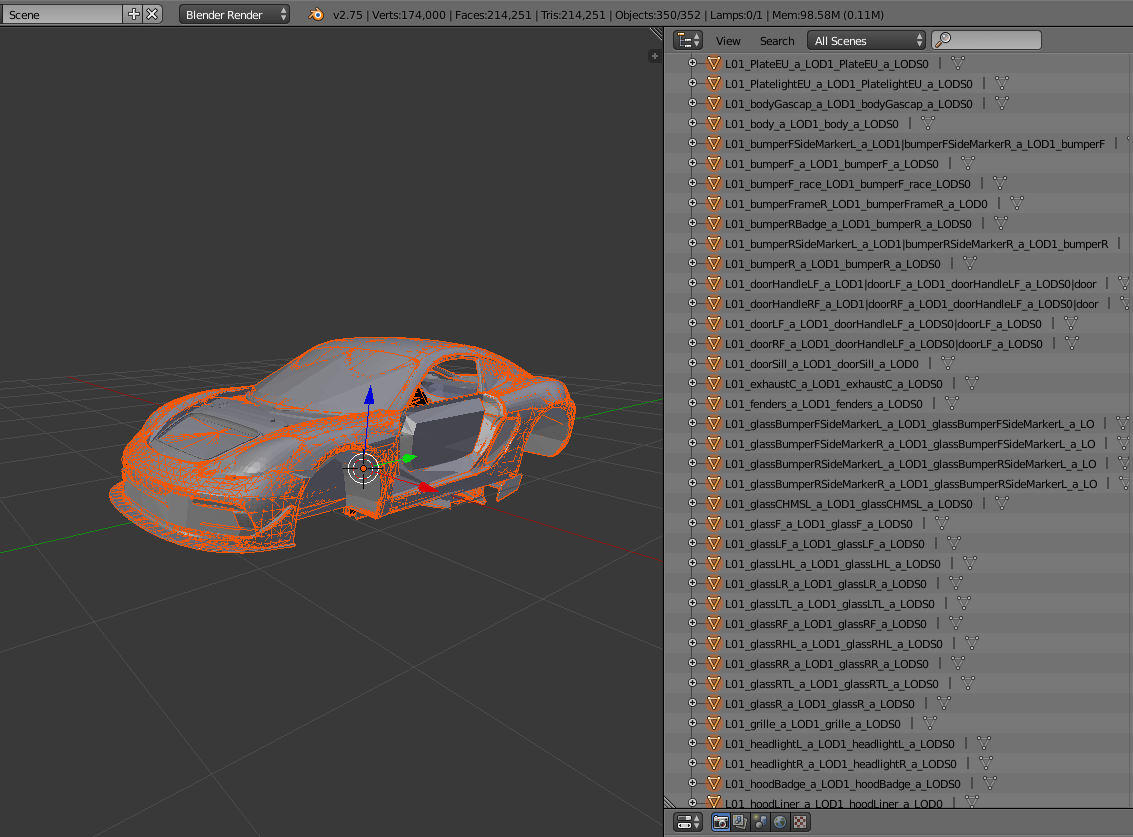 Scene
Blender Render
v2.75 | Verts:174,000 | Faces:214,251 | Tris:214,251 | Objects:350/352 | Lamps:0/1 | Mem:98.58M (0.11M)
View Search All Scenes
L01_PlateEU_a_LOD1_PlateEU_a_LODS0
L01_PlatelightEU_a_LOD1_PlatelightEU_a_LODS0
L01_bodyGascap_a_LOD1_bodyGascap_a_LODS0
L01_body_a_LOD1_body_a_LODS0
L01_bumperFSideMarkerL_a_LOD1|bumperFSideMarkerR_a_LOD1_bumperF
L01_bumperF_a_LOD1_bumperF_a_LODS0
L01_bumperF_race_LOD1_bumperF_race_LODS0
L01_bumperFrameR_LOD1_bumperFrameR_a_LOD0
L01_bumperRBadge_a_LOD1_bumperR_a_LODS0
L01_bumperRSideMarkerL_a_LOD1|bumperRSideMarkerR_a_LOD1_bumperR
L01_bumperR_a_LOD1_bumperR_a_LODS0
L01_doorHandleLF_a_LOD1|doorLF_a_LOD1_doorHandleLF_a_LODS0|door
L01_doorHandleRF_a_LOD1|doorRF_a_LOD1_doorHandleLF_a_LODS0|door
L01_doorLF_a_LOD1_doorHandleLF_a_LODS0|doorLF_a_LODS0
L01_doorRF_a_LOD1_doorHandleLF_a_LODS0|doorLF_a_LODS0
L01_doorSill_a_LOD1_doorSill_a_LOD0
L01_exhaustC_a_LOD1_exhaustC_a_LODS0
L01_fenders_a_LOD1_fenders_a_LODS0
L01_glassBumperFSideMarkerL_a_LOD1_glassBumperFSideMarkerL_a_LO
L01_glassBumperFSideMarkerR_a_LOD1_glassBumperFSideMarkerL_a_LO
L01_glassBumperRSideMarkerL_a_LOD1_glassBumperRSideMarkerL_a_LO
L01_glassBumperRSideMarkerR_a_LOD1_glassBumperRSideMarkerL_a_LO
L01_glassCHMSL_a_LOD1_glassCHMSL_a_LODS0
L01_glassF_a_LOD1_glassF_a_LODS0
L01_glassLF_a_LOD1_glassLF_a_LODS0
L01_glassLHL_a_LOD1_glassLHL_a_LODS0
L01_glassLR_a_LOD1_glassLR_a_LODS0
L01_glassLTL_a_LOD1_glassLTL_a_LODS0
L01_glassRF_a_LOD1_glassRF_a_LODS0
L01_glassRHL_a_LOD1_glassRHL_a_LODS0
L01_glassRR_a_LOD1_glassRR_a_LODS0
L01_glassRTL_a_LOD1_glassRTL_a_LODS0
L01_glassR_a_LOD1_glassR_a_LODS0
L01_grille_a_LOD1_grille_a_LODS0
L01_headlightL_a_LOD1_headlightL_a_LODS0
L01_headlightR_a_LOD1_headlightR_a_LODS0
L01_hoodBadge_a_LOD1_hoodBadge_a_LODS0
L01_hoodLiner_a_LOD1_hoodLiner_a_LOD0